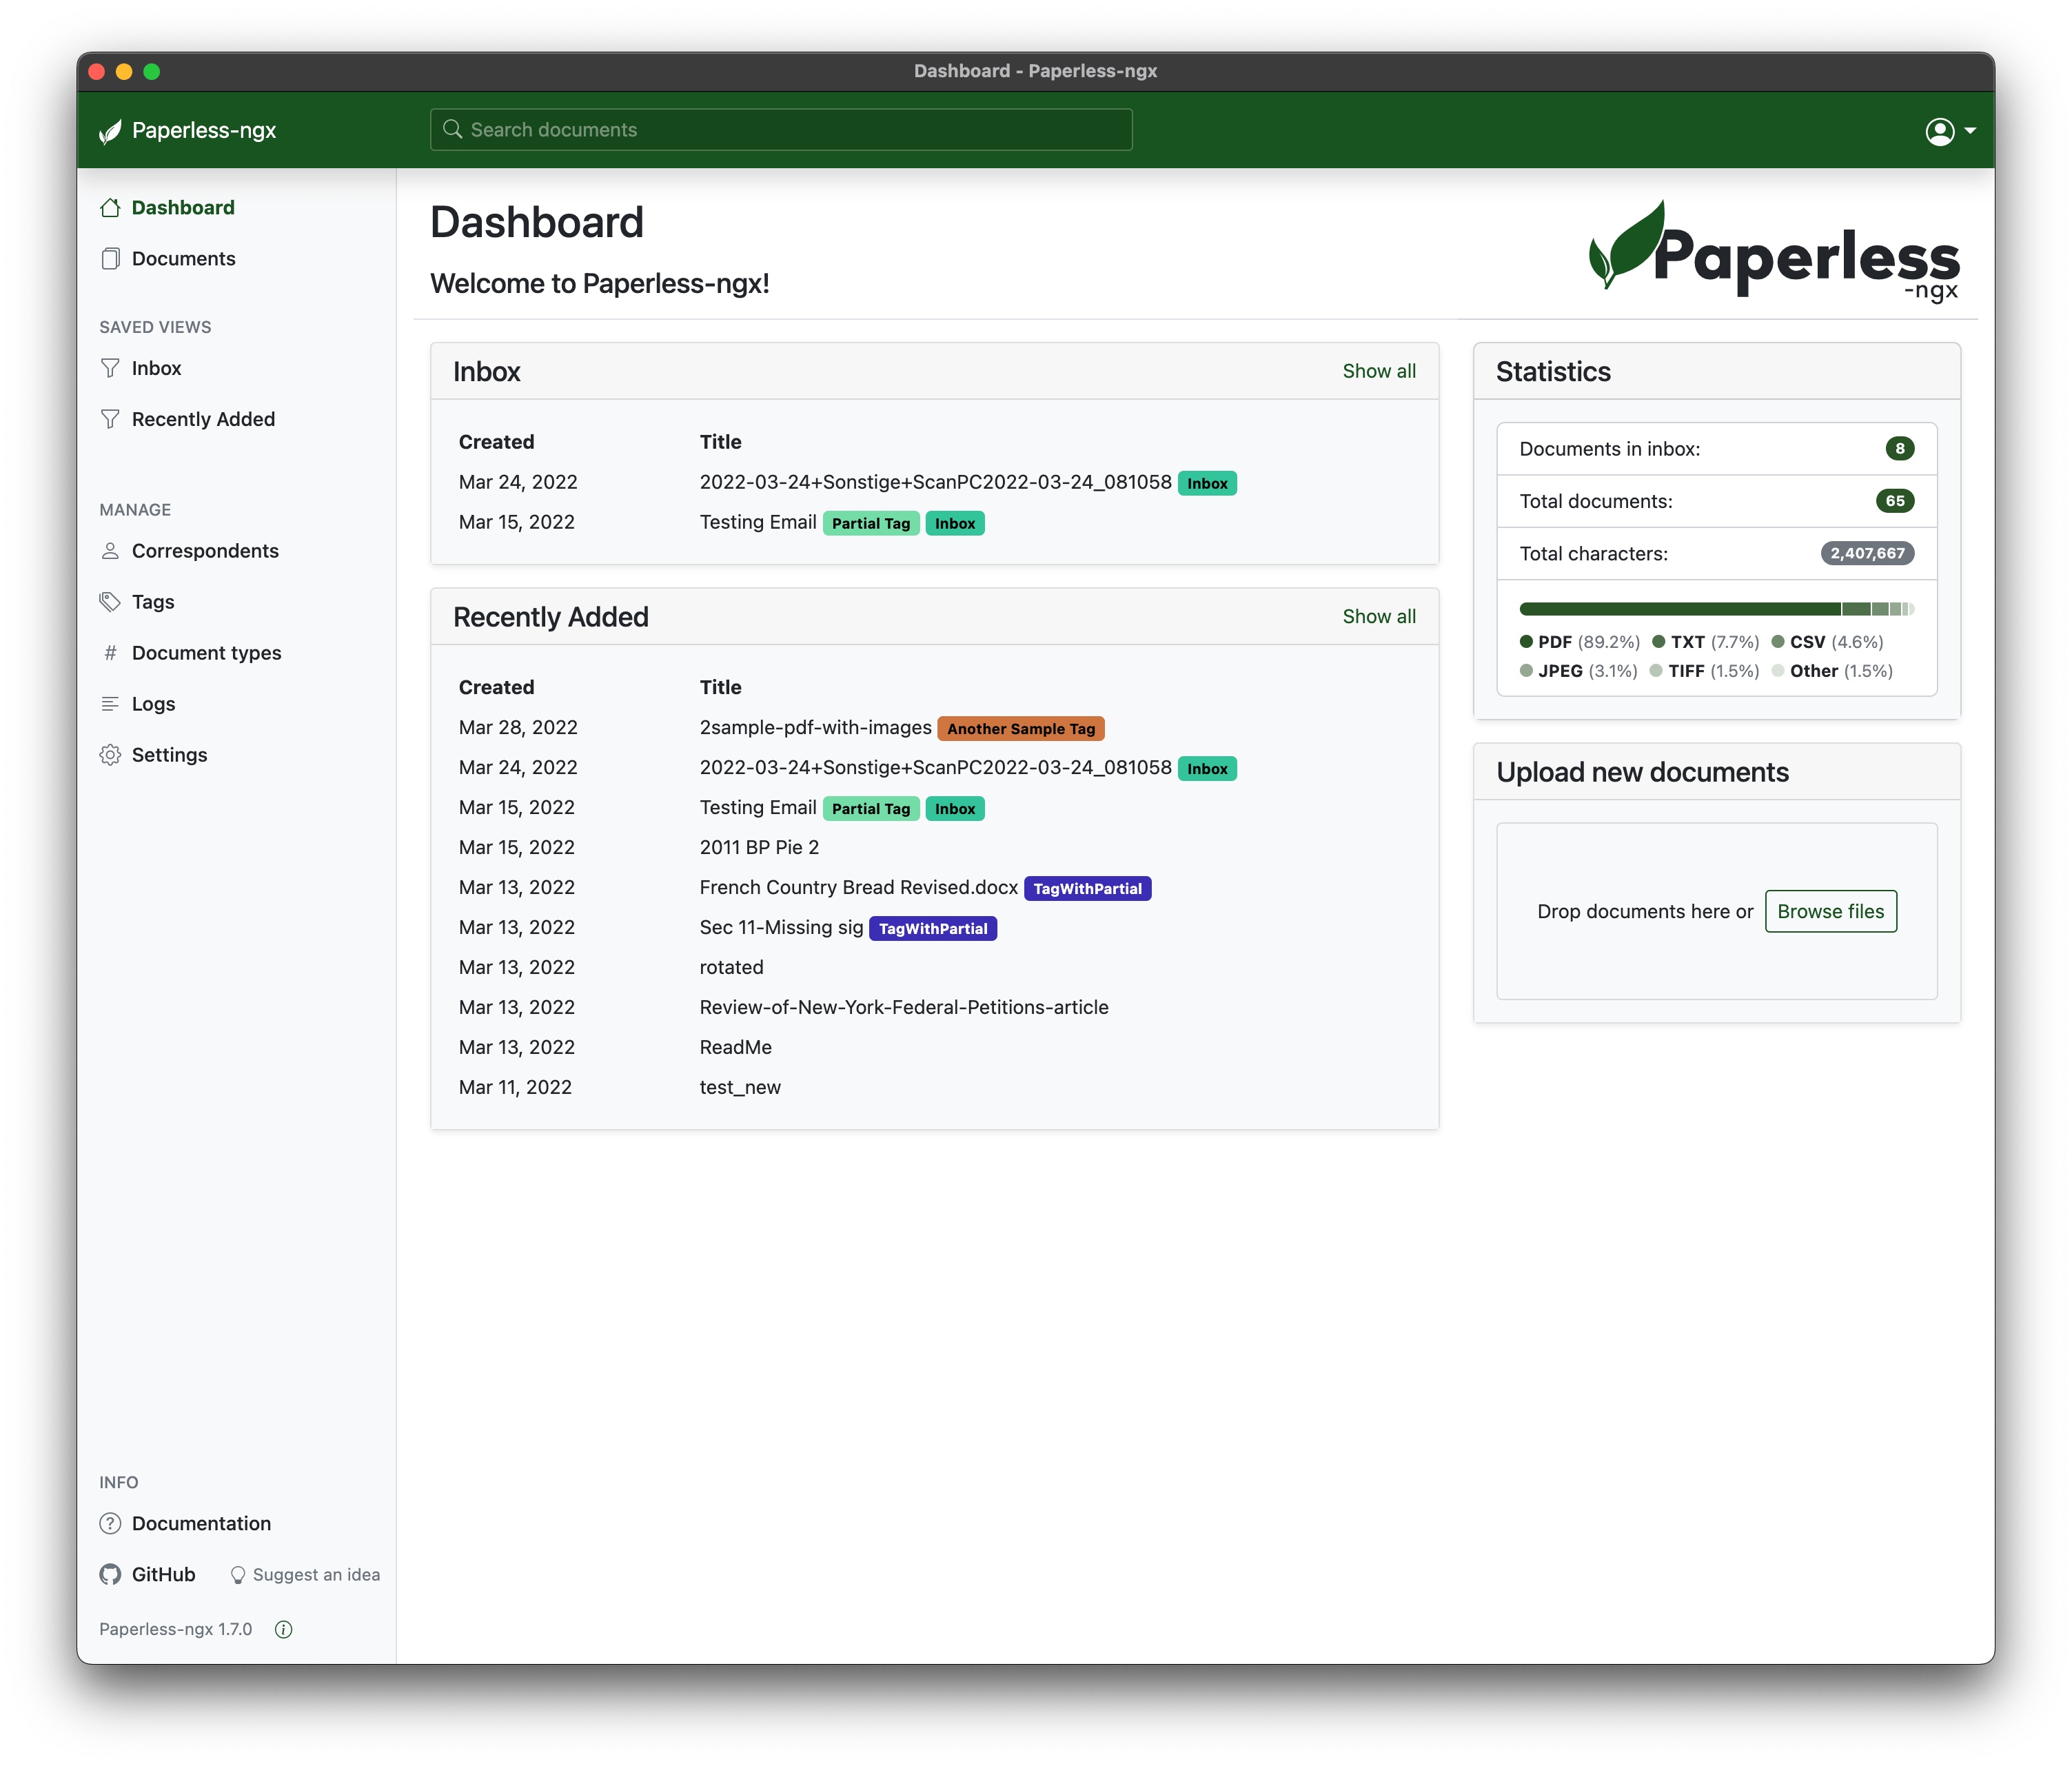 Dashboard - Paperless-ngx
Paperless-ngx
Search documents
Dashboard
Documents
SAVED VIEWS
Inbox
Recently Added
MANAGE
Correspondents
Tags
# Document types
Logs
Settings
INFO
Documentation
GitHub Suggest an idea
Paperless-ngx 1.7.0
Dashboard
Welcome to Paperless-ngx!
Paperless
-ngx
Inbox Show all
Created Title
Mar 24, 2022 2022-03-24+Sonstige+ScanPC2022-03-24_081058 Inbox
Mar 15, 2022 Testing Email Partial Tag Inbox
Recently Added Show all
Created Title
Mar 28, 2022 2sample-pdf-with-images Another Sample Tag
Mar 24, 2022 2022-03-24+Sonstige+ScanPC2022-03-24_081058 Inbox
Mar 15, 2022 Testing Email Partial Tag Inbox
Mar 15, 2022 2011 BP Pie 2
Mar 13, 2022 French Country Bread Revised.docx TagWithPartial
Mar 13, 2022 Sec 11-Missing sig TagWithPartial
Mar 13, 2022 rotated
Mar 13, 2022 Review-of-New-York-Federal-Petitions-article
Mar 13, 2022 ReadMe
Mar 11, 2022 test_new
Statistics
Documents in inbox: 8
Total documents: 65
Total characters: 2,407,667
PDF (89.2%) TXT (7.7%) CSV (4.6%)
JPEG (3.1%) TIFF (1.5%) Other (1.5%)
Upload new documents
Drop documents here or Browse files